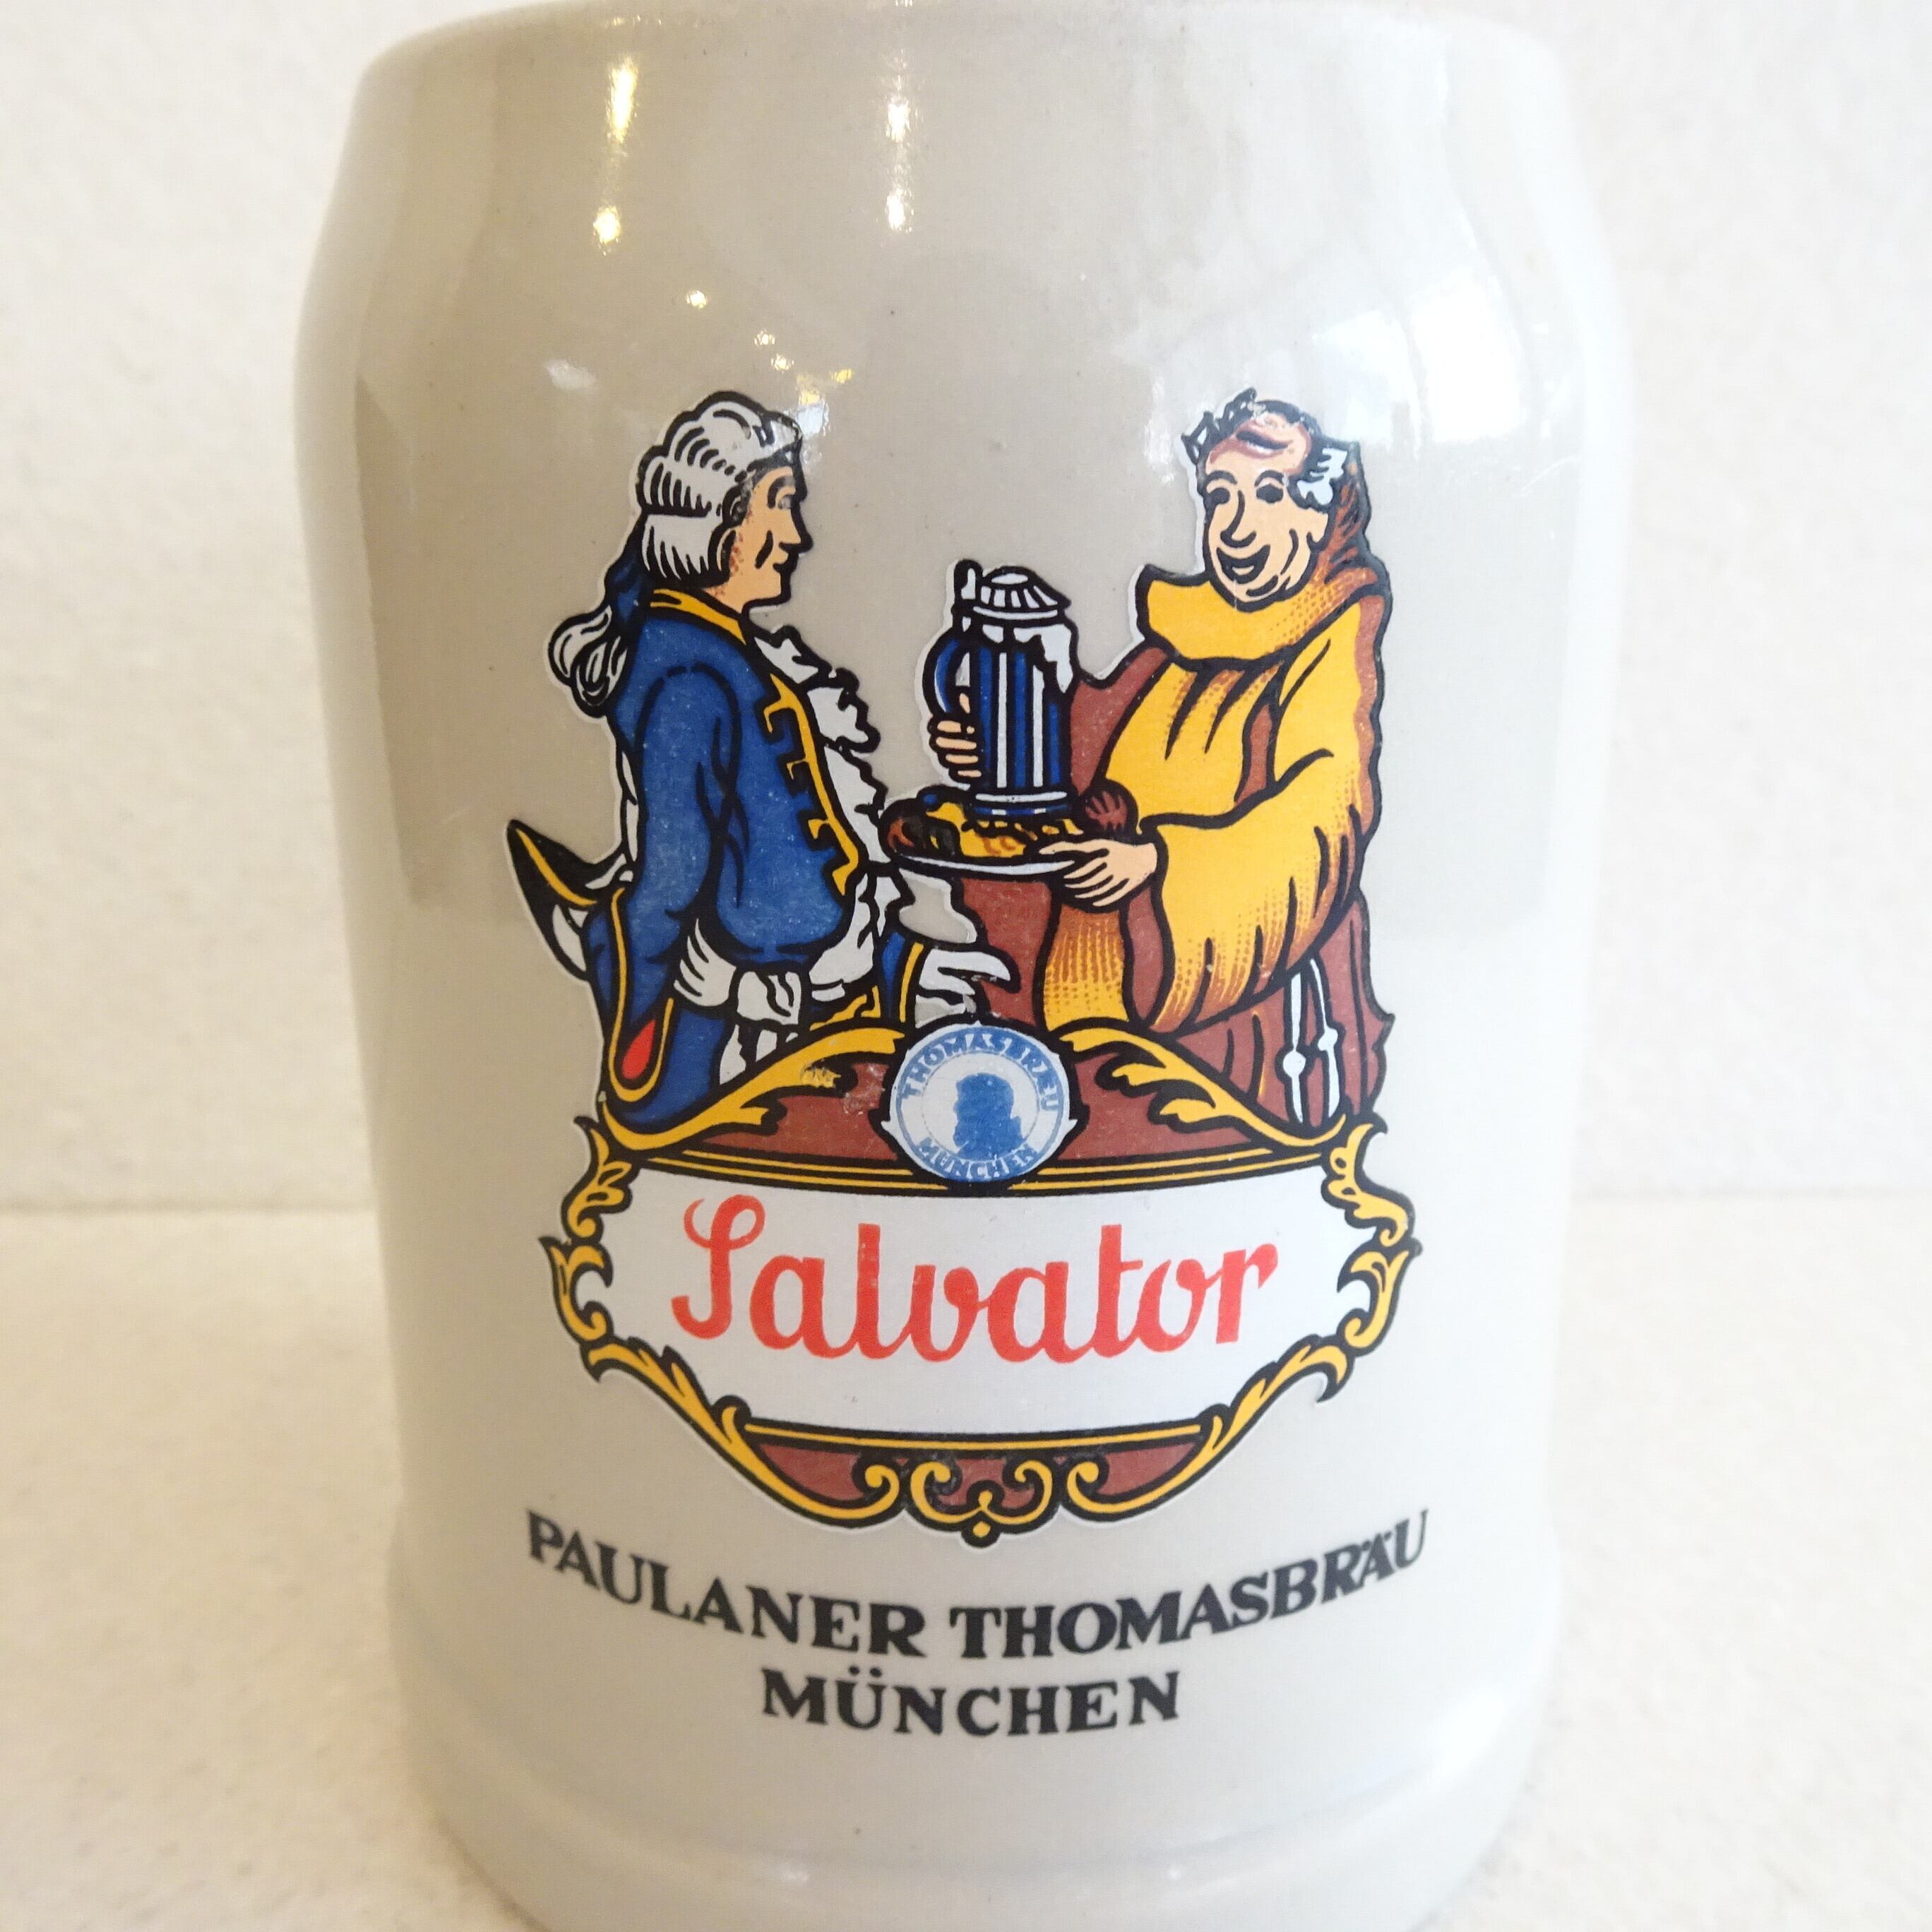 THOMASBRÄU
MÜNCHEN
Salvator
PAULANER THOMASBRÄU
MÜNCHEN